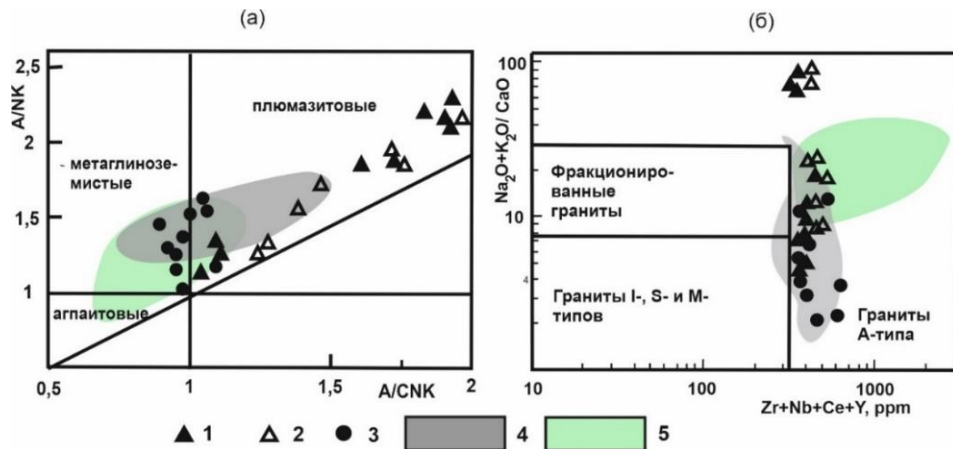 (а)
(б)
A/NK
2,5
2
1,5
1
0,5
1
1,5
2
A/CNK
плюмазитовые
метаглинозе-
мистые
агпаитовые
Na₂O+K₂O/ CaO
100
10
4
Фракциониро-
ванные
граниты
Граниты I-, S- и М-
типов
Граниты
А-типа
10
100
1000
Zr+Nb+Ce+Y, ppm
1
2
3
4
5